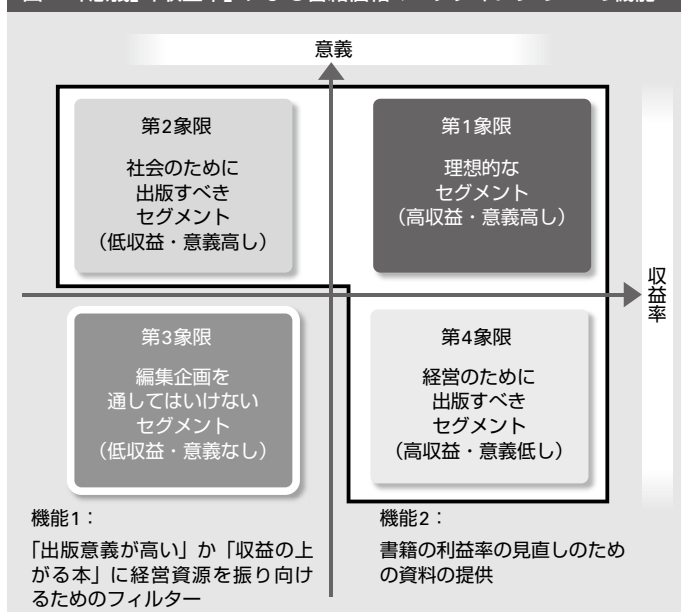 意義
第2象限
社会のために
出版すべき
セグメント
（低収益・意義高し）
第1象限
理想的な
セグメント
（高収益・意義高し）
収益率
第3象限
編集企画を
通してはいけない
セグメント
（低収益・意義なし）
第4象限
経営のために
出版すべき
セグメント
（高収益・意義低し）
機能1：
「出版意義が高い」か「収益の上
がる本」に経営資源を振り向け
るためのフィルター
機能2：
書籍の利益率の見直しのため
の資料の提供